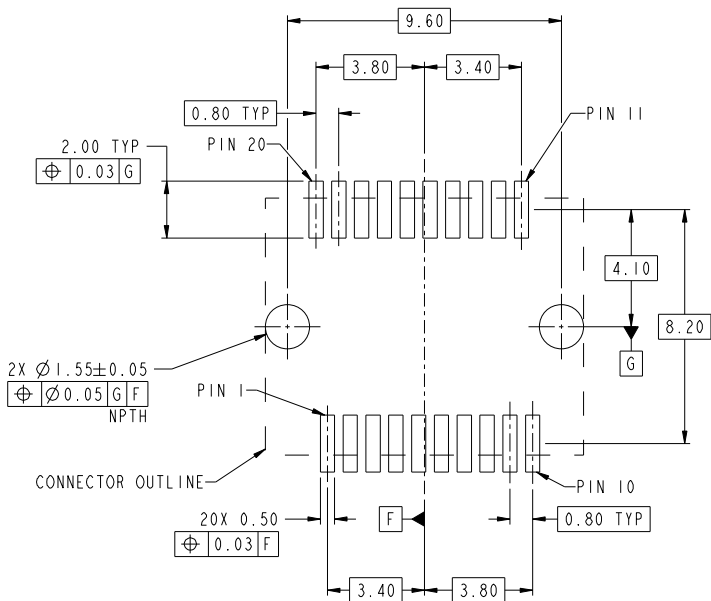 9.60
3.80
3.40
0.80 TYP
PIN 11
2.00 TYP
PIN 20
⌖ 0.03 G
4.10
8.20
G
2X Ø1.55±0.05
⌖ Ø0.05 G F
NPTH
PIN 1
CONNECTOR OUTLINE
PIN 10
20X 0.50
F
0.80 TYP
⌖ 0.03 F
3.40
3.80